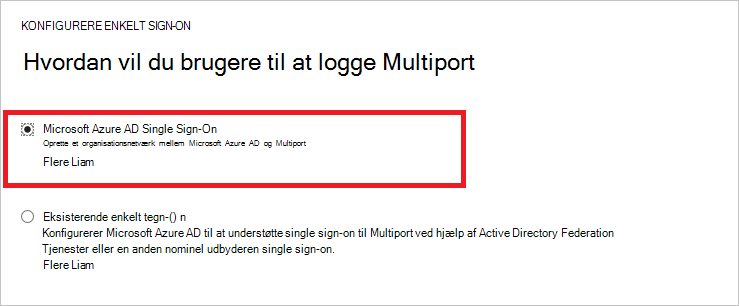 KONFIGURERE ENKELT SIGN-ON
Hvordan vil du brugere til at logge Multiport
Microsoft Azure AD Single Sign-On
Oprette et organisationsnetværk mellem Microsoft Azure AD og Multiport
Flere Liam
Eksisterende enkelt tegn-() n
Konfigurerer Microsoft Azure AD til at understøtte single sign-on til Multiport ved hjælp af Active Directory Federation
Tjenester eller en anden nominel udbyderen single sign-on.
Flere Liam